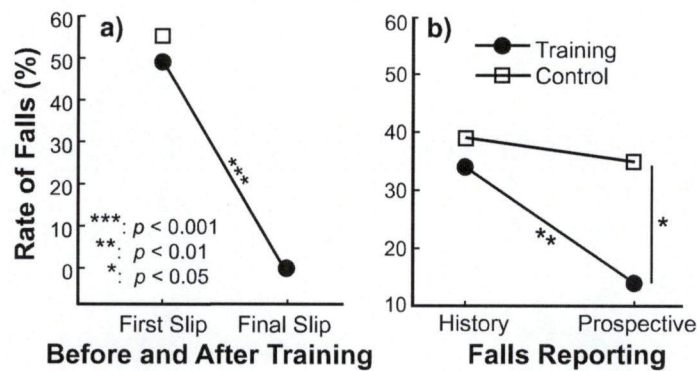 a)
Rate of Falls (%)
60
50
40
30
20
10
0
***
***: p < 0.001
**: p < 0.01
*: p < 0.05
First Slip Final Slip
Before and After Training
b)
Training
Control
60
50
40
30
20
10
**
*
History Prospective
Falls Reporting